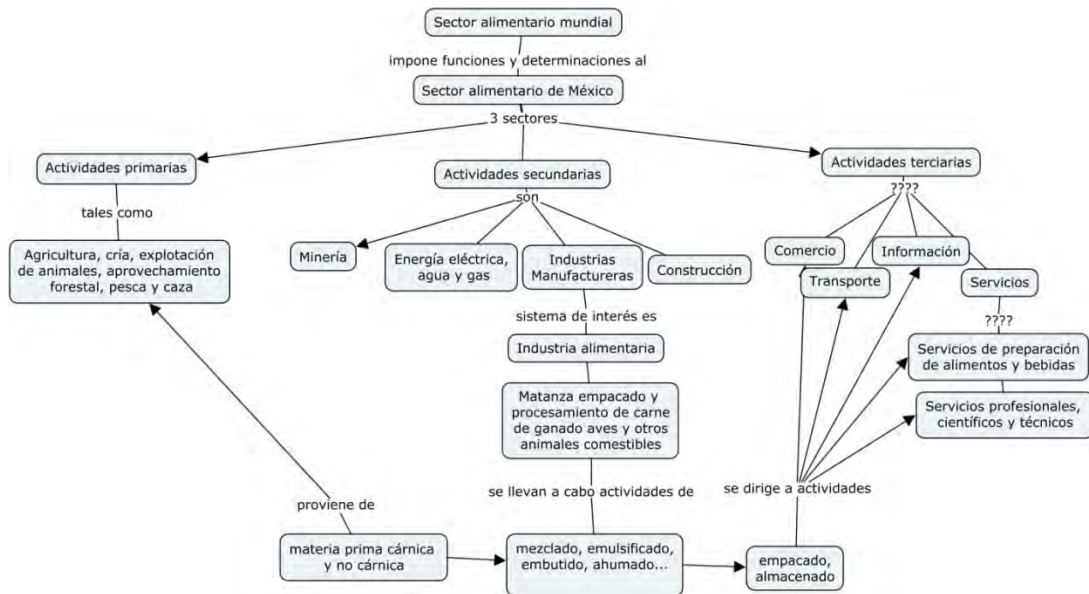 Sector alimentario mundial
impone funciones y determinaciones al
Sector alimentario de México
3 sectores
Actividades primarias
Actividades secundarias
Actividades terciarias
tales como
son
????
Agricultura, cría, explotación
de animales, aprovechamiento
forestal, pesca y caza
Minería
Energía eléctrica,
agua y gas
Industrias
Manufactureras
Construcción
Comercio
Información
Transporte
Servicios
????
sistema de interés es
Industria alimentaria
Servicios de preparación
de alimentos y bebidas
Matanza empacado y
procesamiento de carne
de ganado aves y otros
animales comestibles
Servicios profesionales,
científicos y técnicos
se llevan a cabo actividades de
se dirige a actividades
proviene de
materia prima cárnica
y no cárnica
mezclado, emulsificado,
embutido, ahumado...
empacado,
almacenado